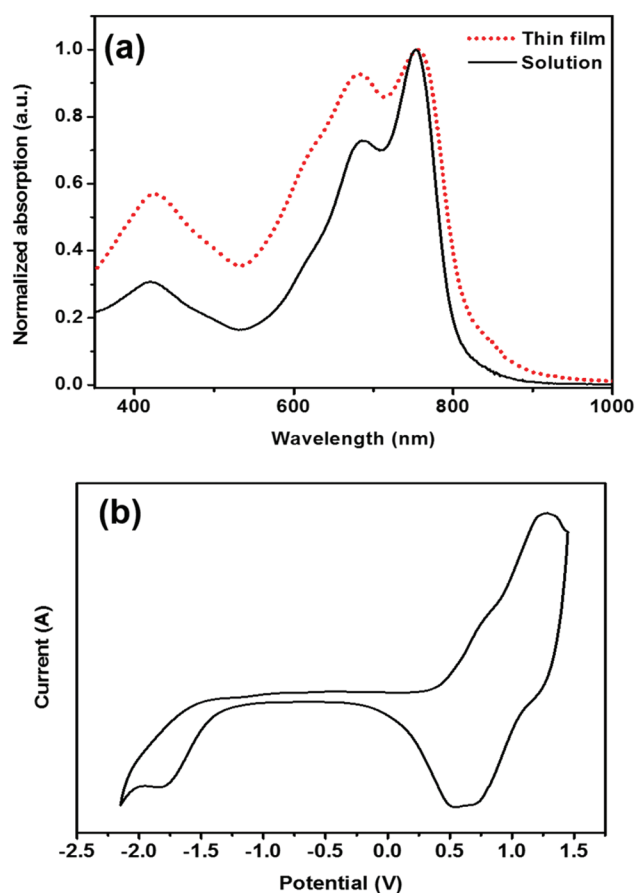 (a)
Thin film
Solution
Normalized absorption (a.u.)
1.0
0.8
0.6
0.4
0.2
0.0
400 600 800 1000
Wavelength (nm)
(b)
Current (A)
-2.5 -2.0 -1.5 -1.0 -0.5 0.0 0.5 1.0 1.5
Potential (V)